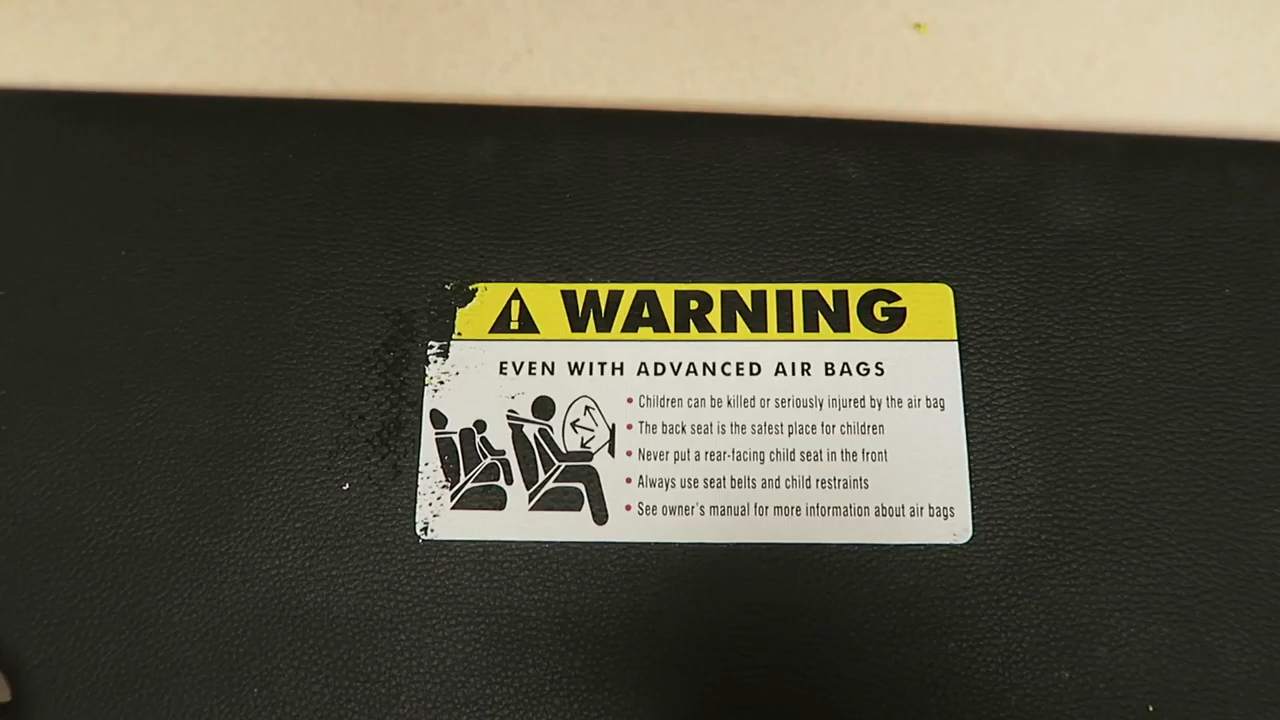 WARNING
EVEN WITH ADVANCED AIR BAGS
• Children can be killed or seriously injured by the air bag
• The back seat is the safest place for children
• Never put a rear-facing child seat in the front
• Always use seat belts and child restraints
• See owner's manual for more information about air bags